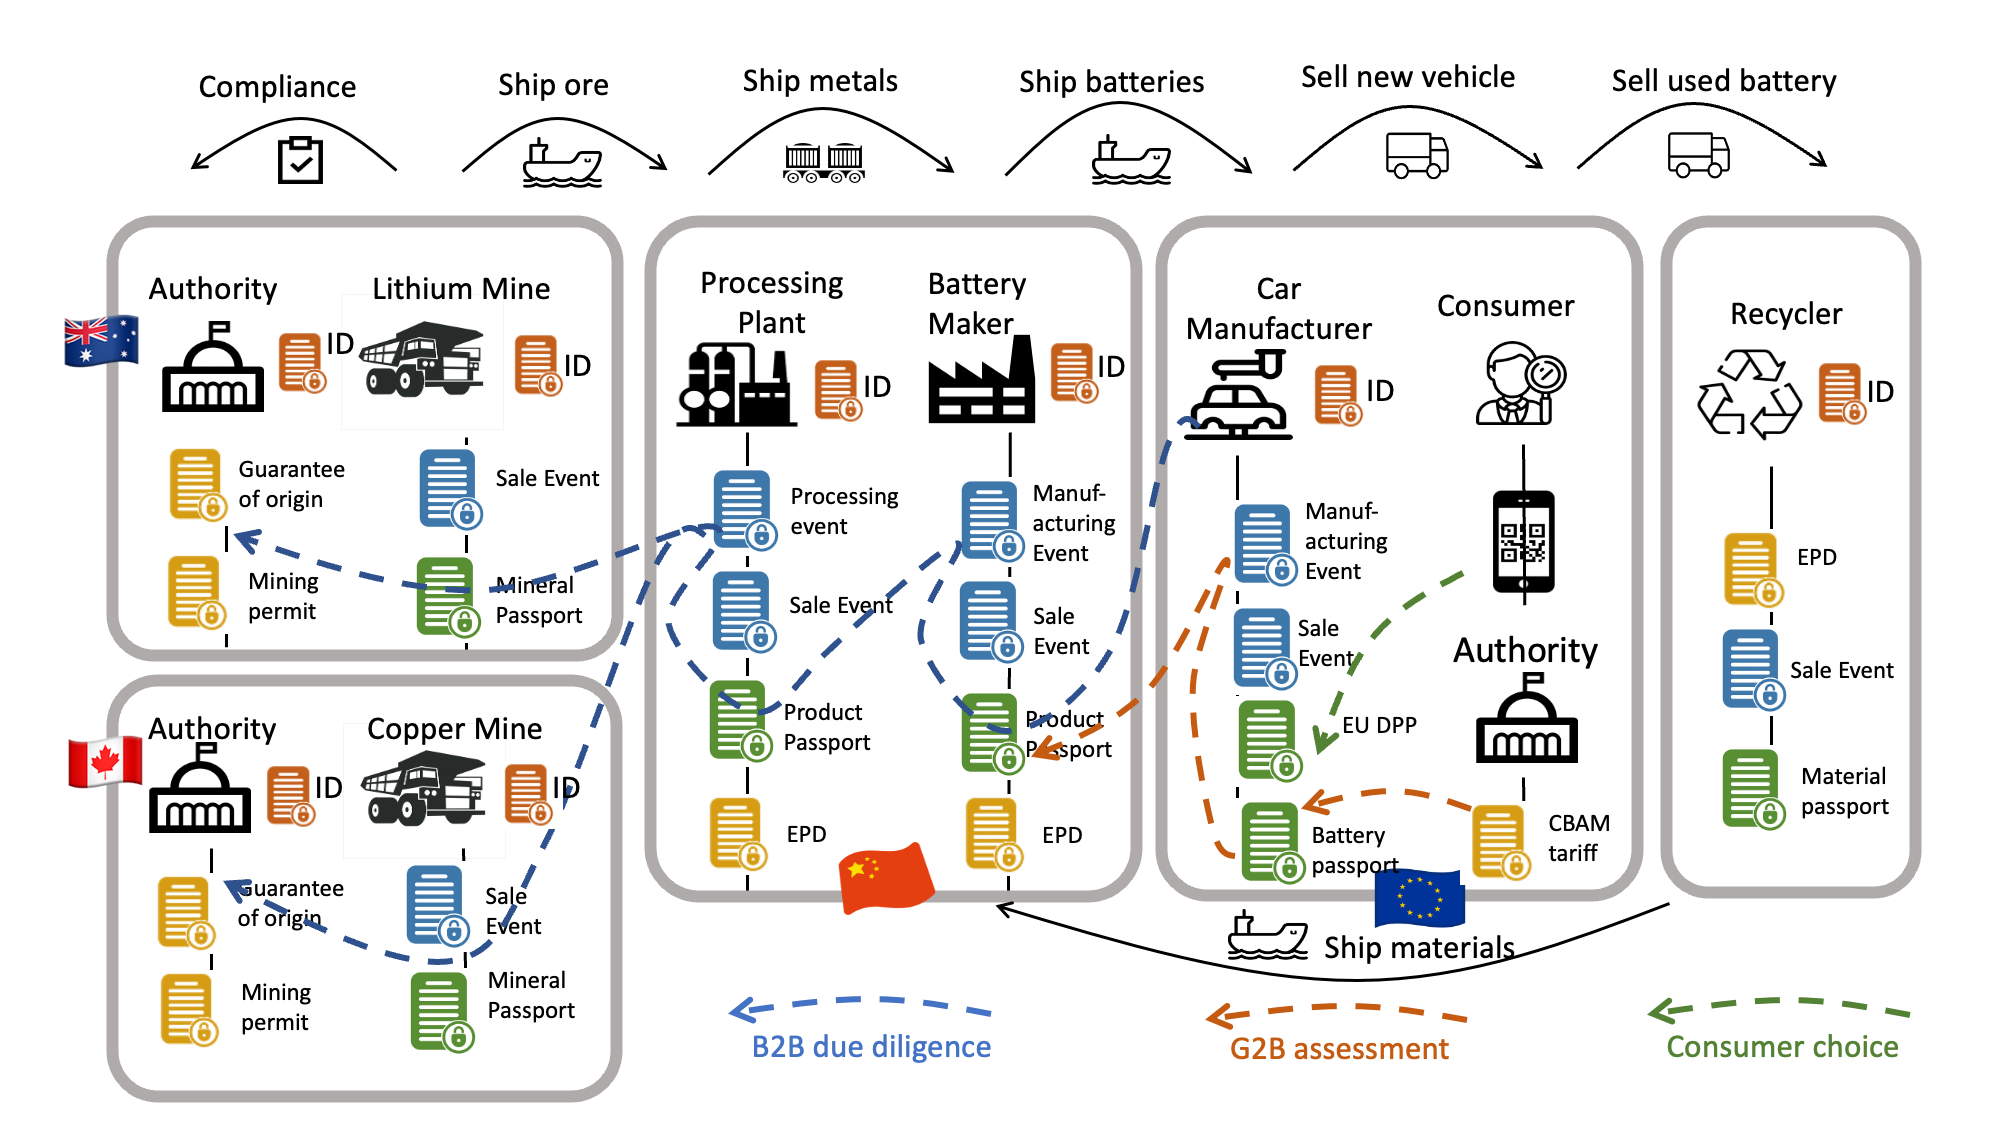 Compliance
Ship ore
Ship metals
Ship batteries
Sell new vehicle
Sell used battery
Authority
ID
Lithium Mine
ID
Guarantee
of origin
Sale Event
Mining
permit
Mineral
Passport
Authority
ID
Copper Mine
ID
Guarantee
of origin
Sale
Event
Mining
permit
Mineral
Passport
Processing
Plant
ID
Battery
Maker
ID
Processing
event
Manuf-
acturing
Event
Sale Event
Sale
Event
Product
Passport
Product
Passport
EPD
EPD
Car
Manufacturer
ID
Consumer
Manuf-
acturing
Event
Sale
Event
Authority
EU DPP
Battery
passport
CBAM
tariff
Recycler
ID
EPD
Sale Event
Material
passport
Ship materials
B2B due diligence
G2B assessment
Consumer choice